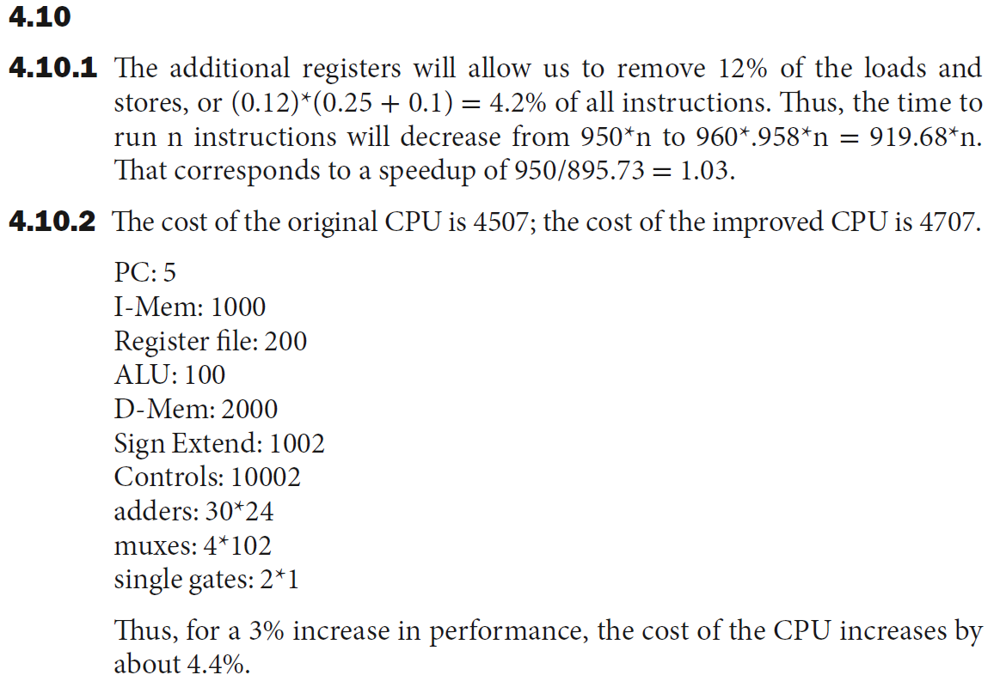 4.10
4.10.1 The additional registers will allow us to remove 12% of the loads and
stores, or (0.12)*(0.25 + 0.1) = 4.2% of all instructions. Thus, the time to
run n instructions will decrease from 950*n to 960*.958*n = 919.68*n.
That corresponds to a speedup of 950/895.73 = 1.03.
4.10.2 The cost of the original CPU is 4507; the cost of the improved CPU is 4707.
PC: 5
I-Mem: 1000
Register file: 200
ALU: 100
D-Mem: 2000
Sign Extend: 1002
Controls: 10002
adders: 30*24
muxes: 4*102
single gates: 2*1
Thus, for a 3% increase in performance, the cost of the CPU increases by
about 4.4%.